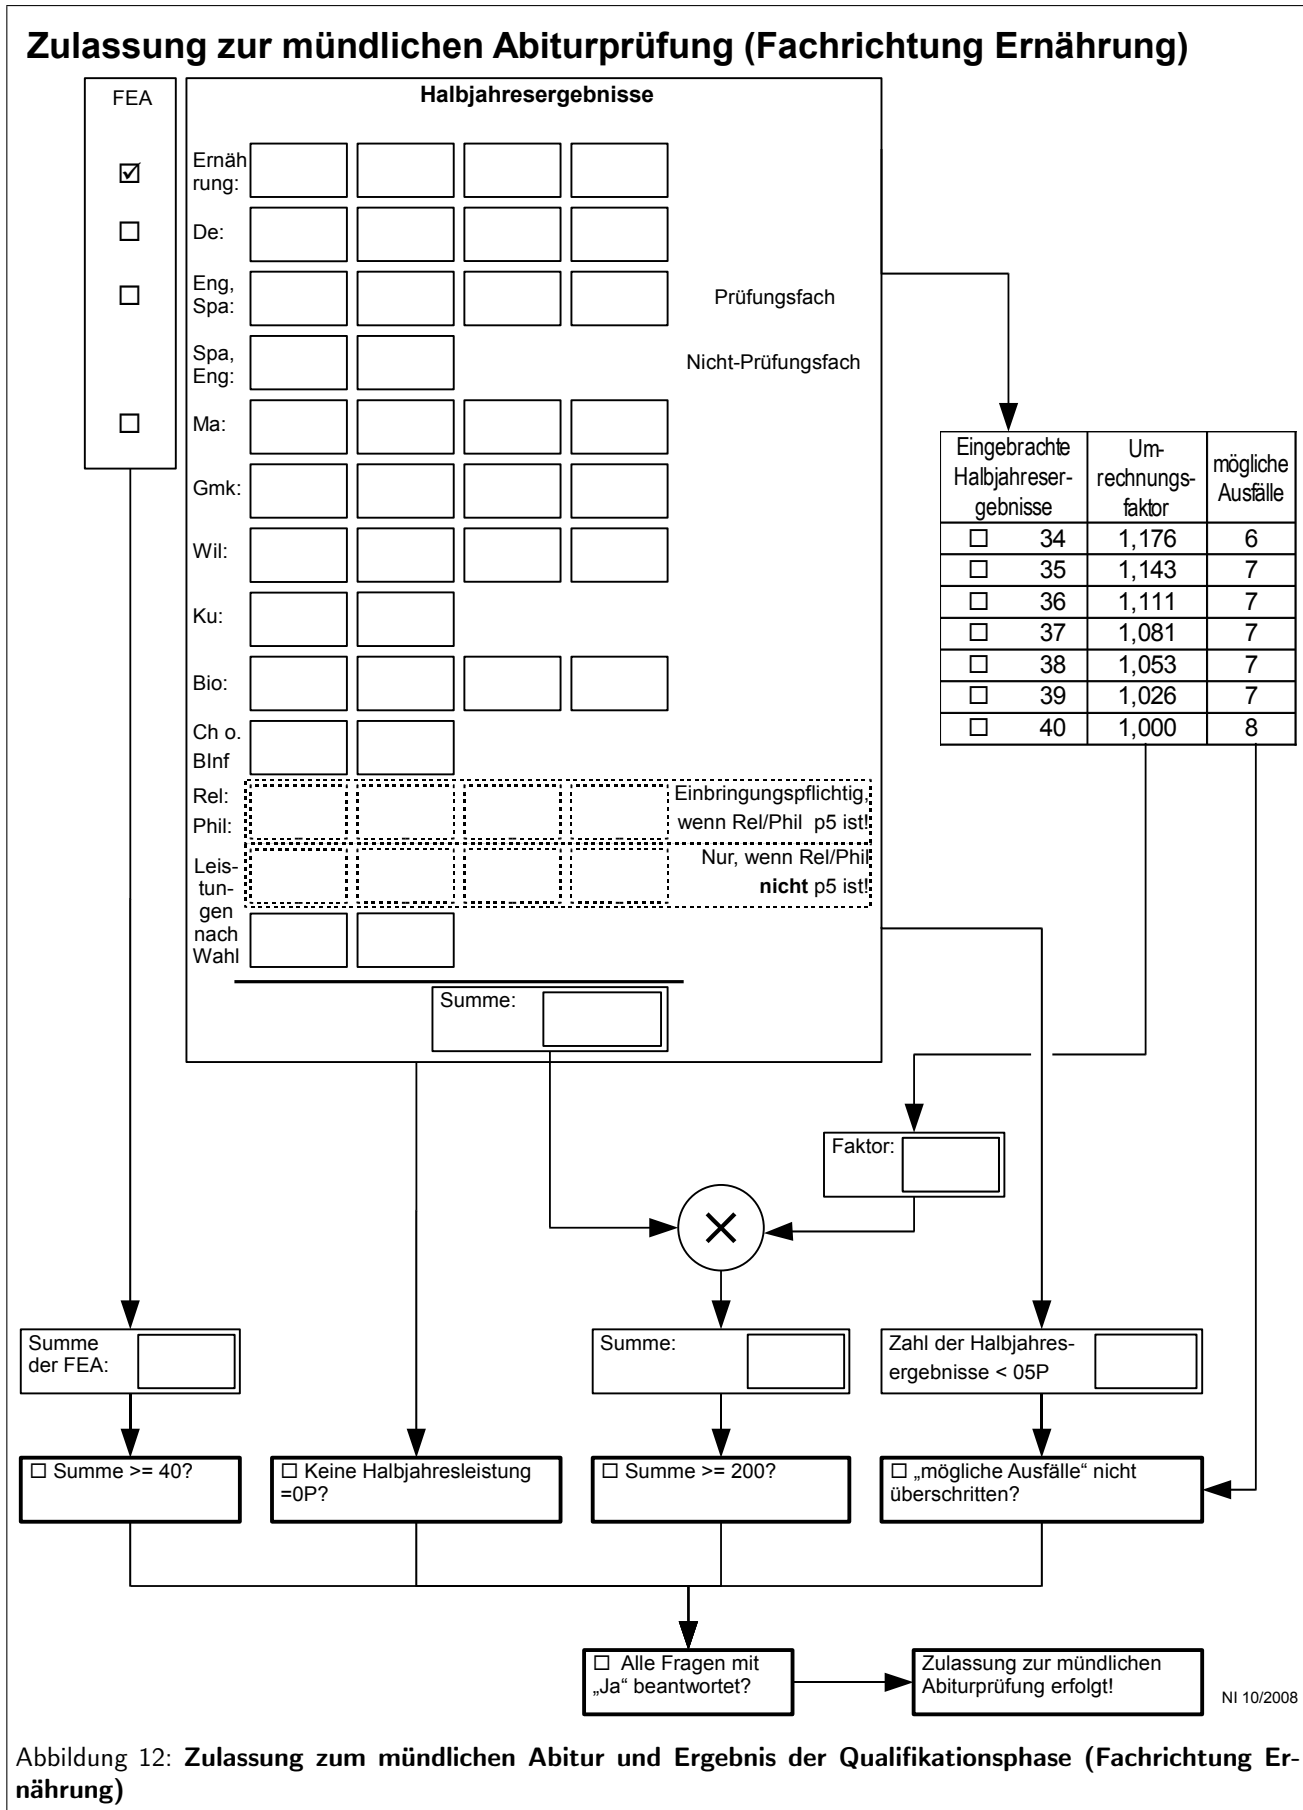 Zulassung zur mündlichen Abiturprüfung (Fachrichtung Ernährung)
FEA
Halbjahresergebnisse
Ernäh
rung:
De:
Eng,
Spa:
Prüfungsfach
Spa,
Eng:
Nicht-Prüfungsfach
Ma:
Gmk:
Wil:
Ku:
Bio:
Ch o.
BInf
Rel:
Phil:
Einbringungspflichtig,
wenn Rel/Phil p5 ist!
Nur, wenn Rel/Phil
nicht p5 ist!
Leis-
tun-
gen
nach
Wahl
Summe:
Eingebrachte
Halbjahreser-
gebnisse
Um-
rechnungs-
faktor
mögliche
Ausfälle
34 1,176 6
35 1,143 7
36 1,111 7
37 1,081 7
38 1,053 7
39 1,026 7
40 1,000 8
Faktor:
Summe
der FEA:
Summe:
Zahl der Halbjahres-
ergebnisse < 05P
Summe >= 40?
Keine Halbjahresleistung
=0P?
Summe >= 200?
„mögliche Ausfälle“ nicht
überschritten?
Alle Fragen mit
„Ja“ beantwortet?
Zulassung zur mündlichen
Abiturprüfung erfolgt!
NI 10/2008
Abbildung 12: Zulassung zum mündlichen Abitur und Ergebnis der Qualifikationsphase (Fachrichtung Er-
nährung)